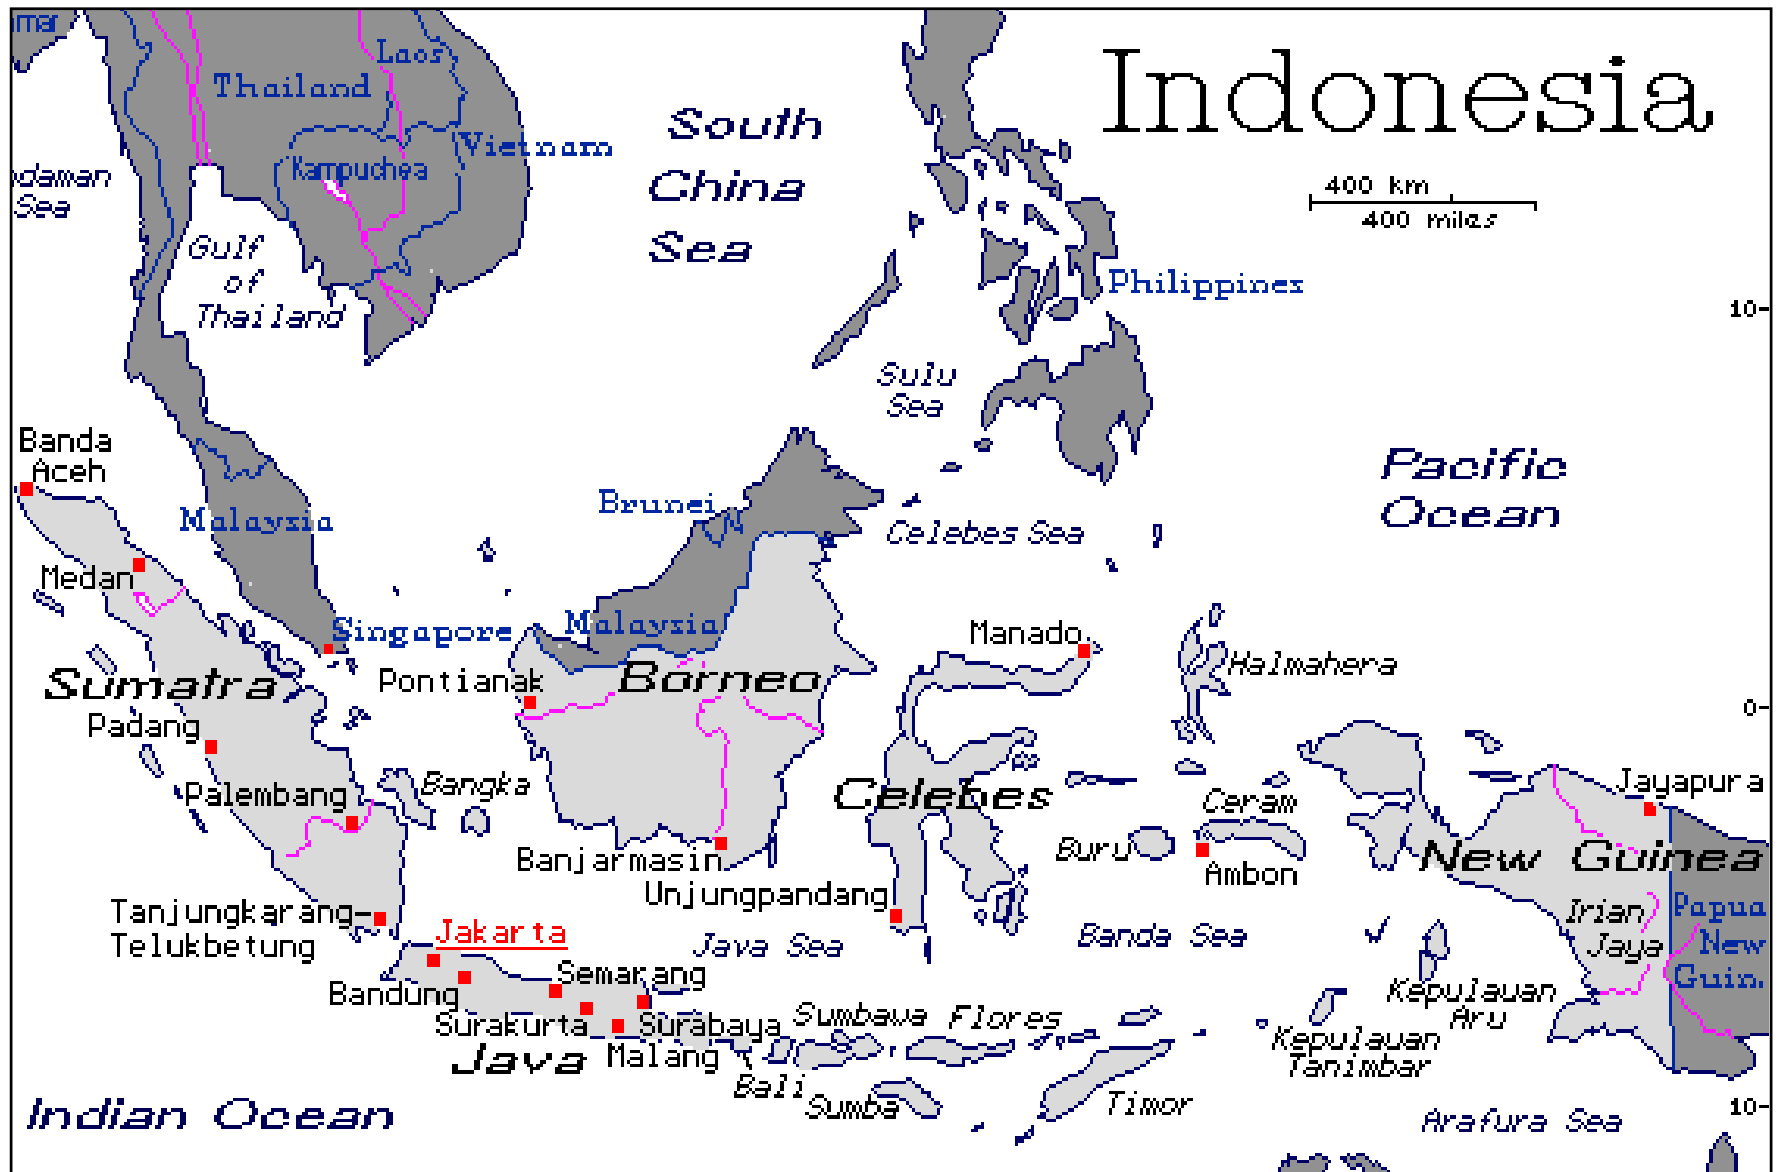 mar
Laos
Thailand
Vietnam
Kampuchea
daman
Sea
Gulf
of
Thailand
South
China
Sea
Indonesia
400 km
400 miles
Philippines
10-
Sulu
Sea
Pacific
Ocean
Banda
Aceh
Malaysia
Brunei
Celebes Sea
Medan
Singapore
Malaysia
Manado
Halmahera
Sumatra
Pontianak
Borneo
0-
Padang
Palembang
Bangka
Celebes
Ceram
Jayapura
Buru
Banjarmasin
Ambon
New Guinea
Unjungpandang
Tanjungkarang-
Telukbetung
Jakarta
Java Sea
Banda Sea
Irian
Jaya
Papua
New
Guin.
Bandung
Semarang
Surakurta
Surabaya
Sumbawa
Flores
Kepulauan
Aru
Java
Malang
Bali
Sumba
Kepulauan
Tanimbar
Timor
Indian Ocean
Arafura Sea
10-